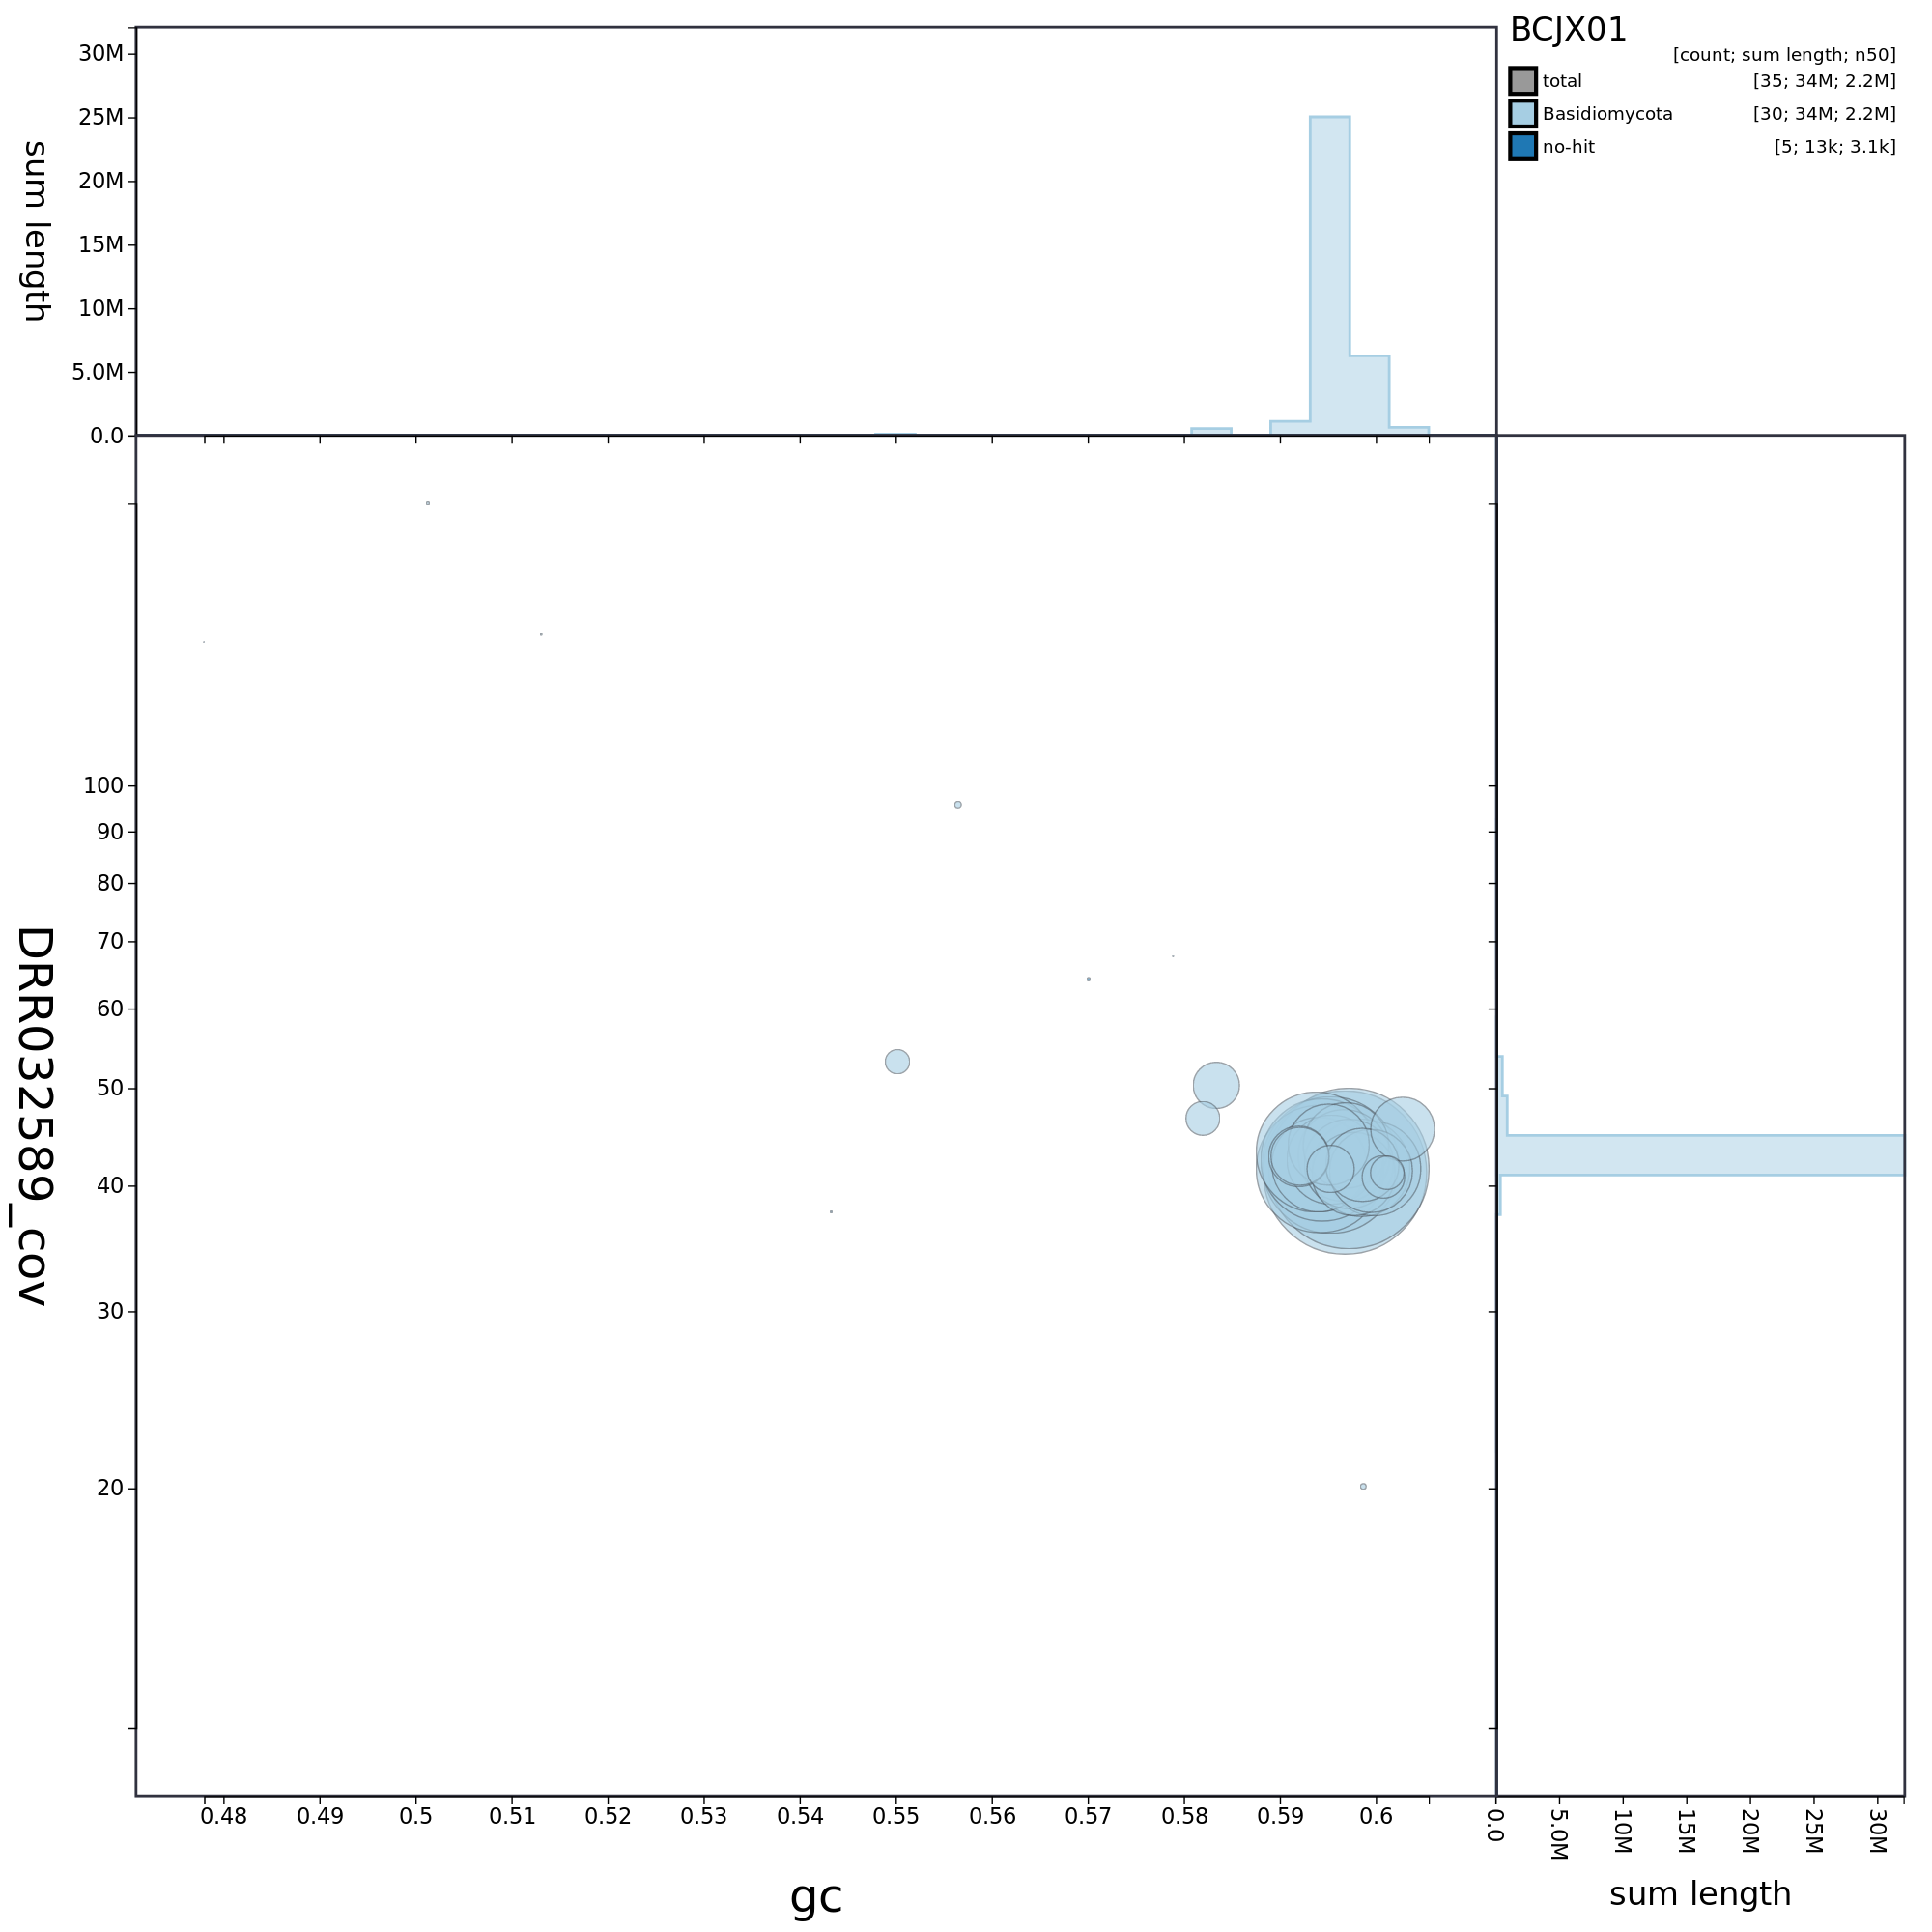 BCJX01
[count; sum length; n50]
total [35; 34M; 2.2M]
Basidiomycota [30; 34M; 2.2M]
no-hit [5; 13k; 3.1k]
sum length
30M
25M
20M
15M
10M
5.0M
0.0
DRR032589_cov
100
90
80
70
60
50
40
30
20
0.48 0.49 0.5 0.51 0.52 0.53 0.54 0.55 0.56 0.57 0.58 0.59 0.6
gc
0.0 5.0M 10M 15M 20M 25M 30M
sum length